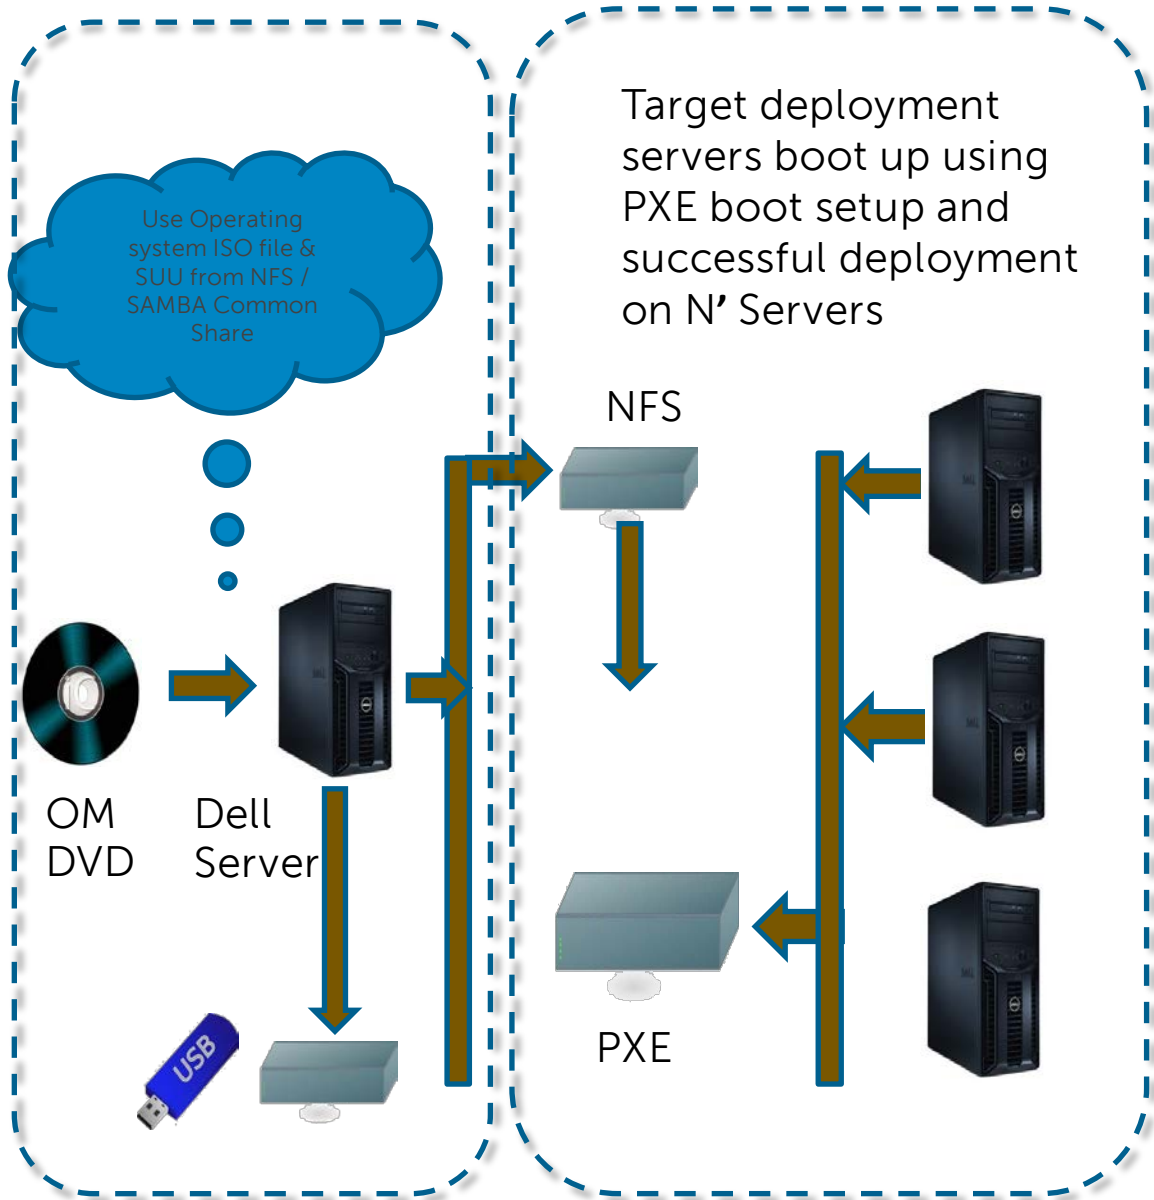 Use Operating
system ISO file &
SUU from NFS /
SAMBA Common
Share
OM
DVD
Dell
Server
USB
Target deployment
servers boot up using
PXE boot setup and
successful deployment
on N' Servers
NFS
PXE